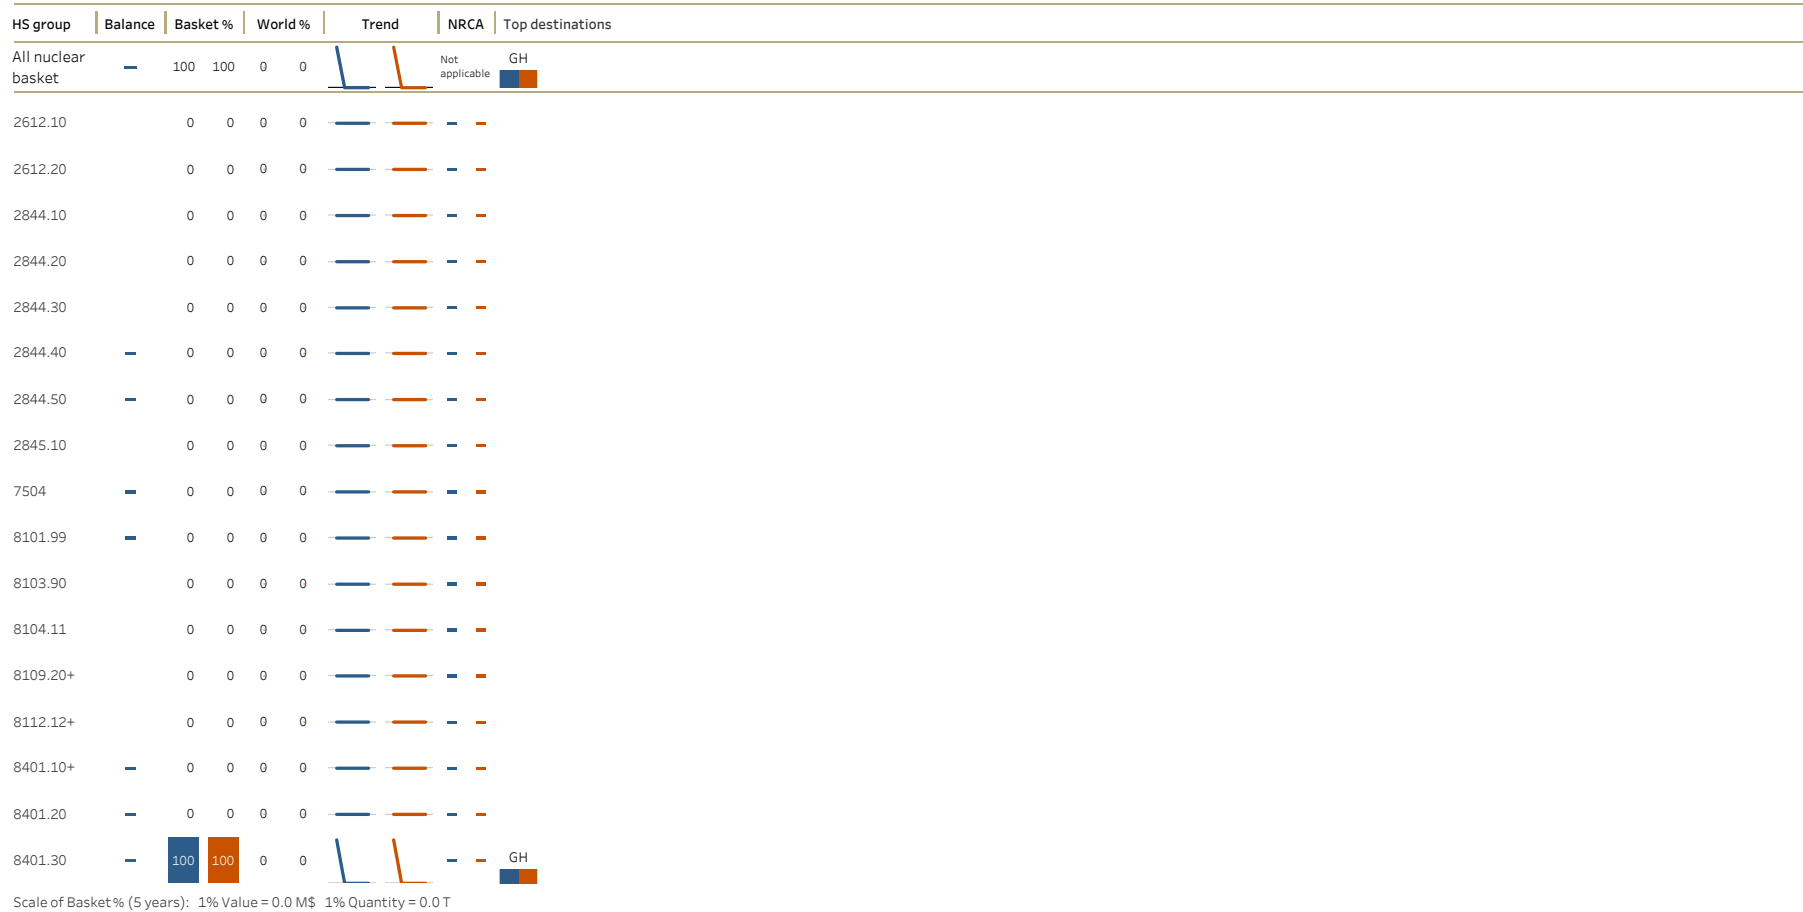 HS group Balance Basket % World % Trend NRCA Top destinations
All nuclear basket 100 100 0 0 Not applicable GH
2612.10 0 0 0 0
2612.20 0 0 0 0
2844.10 0 0 0 0
2844.20 0 0 0 0
2844.30 0 0 0 0
2844.40 0 0 0 0
2844.50 0 0 0 0
2845.10 0 0 0 0
7504 0 0 0 0
8101.99 0 0 0 0
8103.90 0 0 0 0
8104.11 0 0 0 0
8109.20+ 0 0 0 0
8112.12+ 0 0 0 0
8401.10+ 0 0 0 0
8401.20 0 0 0 0
8401.30 100 100 0 0 GH
Scale of Basket% (5 years): 1% Value = 0.0 M$ 1% Quantity = 0.0 T